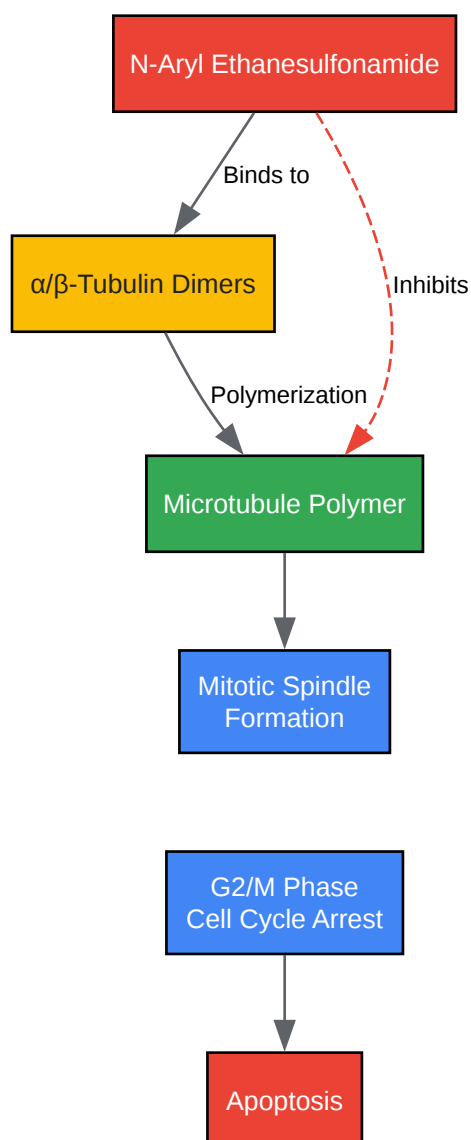 N-Aryl Ethanesulfonamide
Binds to
α/β-Tubulin Dimers
Inhibits
Polymerization
Microtubule Polymer
Mitotic Spindle
Formation
G2/M Phase
Cell Cycle Arrest
Apoptosis